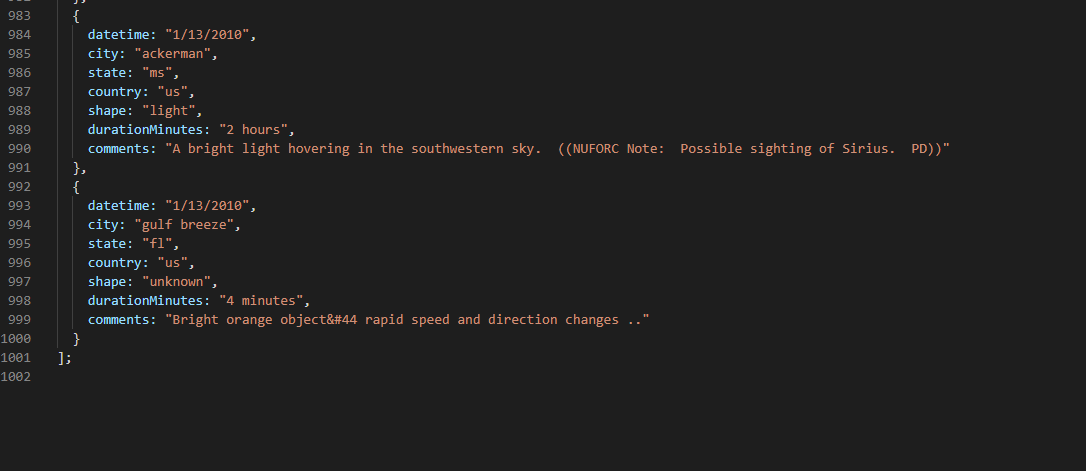 983 {
984 datetime: "1/13/2010",
985 city: "ackerman",
986 state: "ms",
987 country: "us",
988 shape: "light",
989 durationMinutes: "2 hours",
990 comments: "A bright light hovering in the southwestern sky.  ((NUFORC Note:  Possible sighting of Sirius.  PD))"
991 },
992 {
993 datetime: "1/13/2010",
994 city: "gulf breeze",
995 state: "fl",
996 country: "us",
997 shape: "unknown",
998 durationMinutes: "4 minutes",
999 comments: "Bright orange object&#44 rapid speed and direction changes .."
1000 }
1001 ];
1002